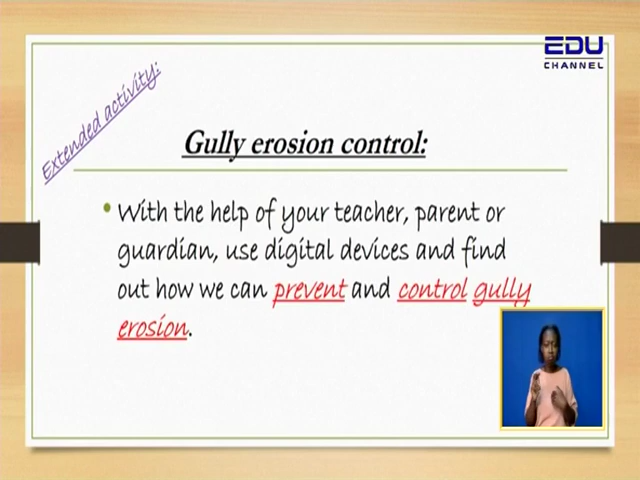 EDU
CHANNEL
Extended activity:
Gully erosion control:
• With the help of your teacher, parent or
guardian, use digital devices and find
out how we can prevent and control gully
erosion.